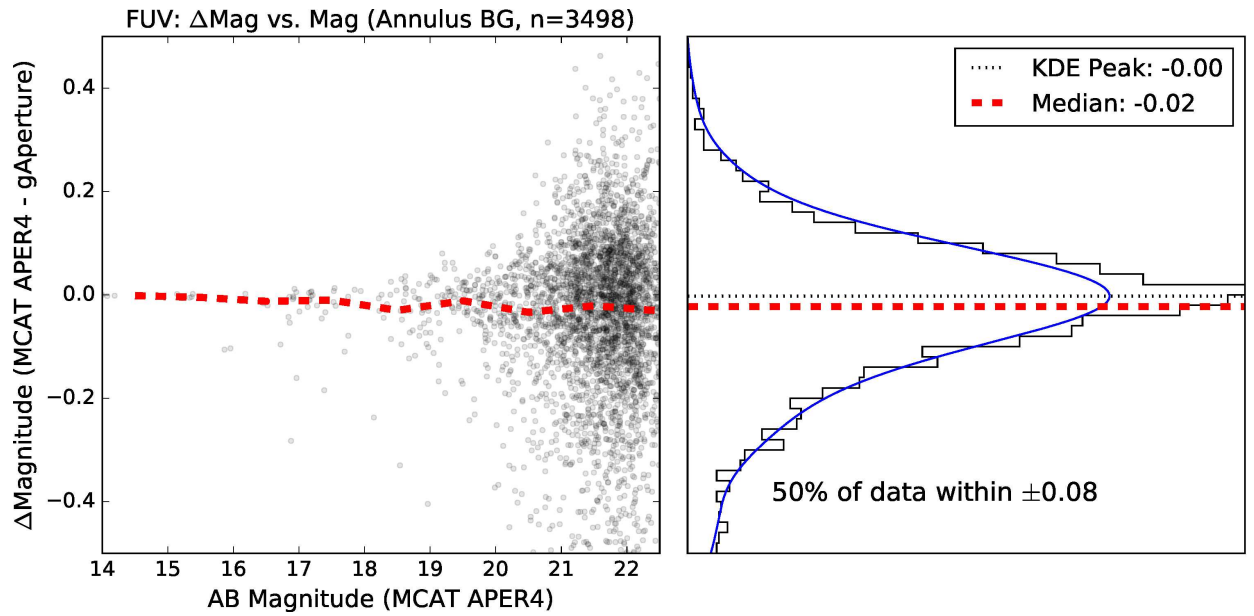 FUV: ΔMag vs. Mag (Annulus BG, n=3498)
ΔMagnitude (MCAT APER4 - gAperture)
0.4
0.2
0.0
−0.2
−0.4
14 15 16 17 18 19 20 21 22
AB Magnitude (MCAT APER4)
KDE Peak: -0.00
Median: -0.02
50% of data within ±0.08